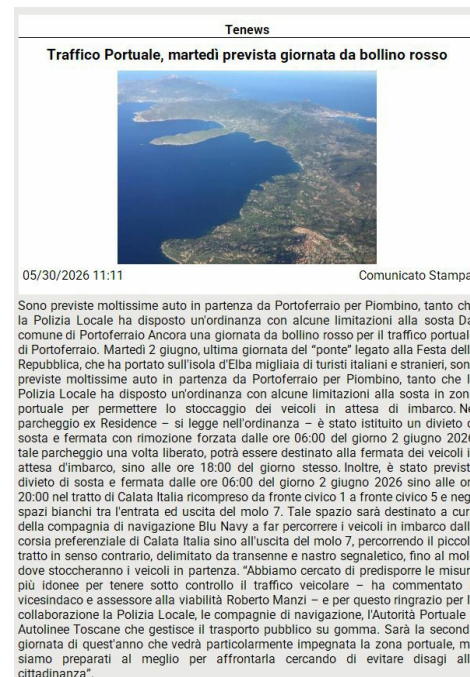 Tenews
Traffico Portuale, martedì prevista giornata da bollino rosso
05/30/2026 11:11 Comunicato Stampa
Sono previste moltissime auto in partenza da Portoferraio per Piombino, tanto ch
la Polizia Locale ha disposto un'ordinanza con alcune limitazioni alla sosta Da
comune di Portoferraio Ancora una giornata da bollino rosso per il traffico portual
di Portoferraio. Martedì 2 giugno, ultima giornata del “ponte” legato alla Festa dell
Repubblica, che ha portato sull'isola d'Elba migliaia di turisti italiani e stranieri, son
previste moltissime auto in partenza da Portoferraio per Piombino, tanto che l
Polizia Locale ha disposto un'ordinanza con alcune limitazioni alla sosta in zon
portuale per permettere lo stoccaggio dei veicoli in attesa di imbarco. Ne
parcheggio ex Residence – si legge nell'ordinanza – è stato istituito un divieto d
sosta e fermata con rimozione forzata dalle ore 06:00 del giorno 2 giugno 2026
tale parcheggio una volta liberato, potrà essere destinato alla fermata dei veicoli i
attesa d'imbarco, sino alle ore 18:00 del giorno stesso. Inoltre, è stato previst
divieto di sosta e fermata dalle ore 06:00 del giorno 2 giugno 2026 sino alle or
20:00 nel tratto di Calata Italia ricompreso da fronte civico 1 a fronte civico 5 e neg
spazi bianchi tra l'entrata ed uscita del molo 7. Tale spazio sarà destinato a cur
della compagnia di navigazione Blu Navy a far percorrere i veicoli in imbarco dall
corsia preferenziale di Calata Italia sino all'uscita del molo 7, percorrendo il piccol
tratto in senso contrario, delimitato da transenne e nastro segnaletico, fino al mol
dove stoccheranno i veicoli in partenza. “Abbiamo cercato di predisporre le misur
più idonee per tenere sotto controllo il traffico veicolare – ha commentato i
vicesindaco e assessore alla viabilità Roberto Manzi – e per questo ringrazio per l
collaborazione la Polizia Locale, le compagnie di navigazione, l'Autorità Portuale
Autolinee Toscane che gestisce il trasporto pubblico su gomma. Sarà la second
giornata di quest'anno che vedrà particolarmente impegnata la zona portuale, m
siamo preparati al meglio per affrontarla cercando di evitare disagi all
cittadinanza”.